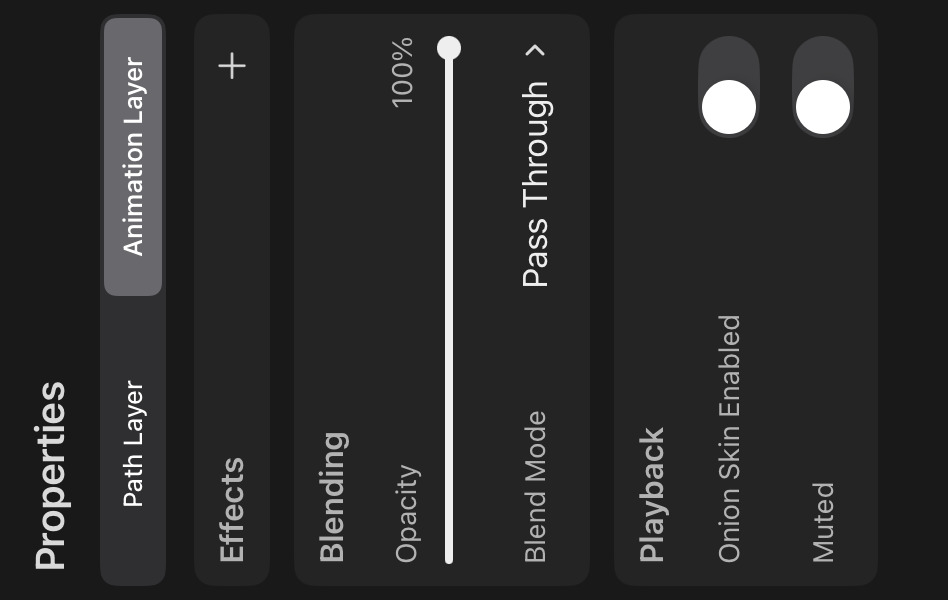 Properties
Path Layer Animation Layer
Effects
Blending
Opacity 100%
Blend Mode Pass Through
Playback
Onion Skin Enabled
Muted